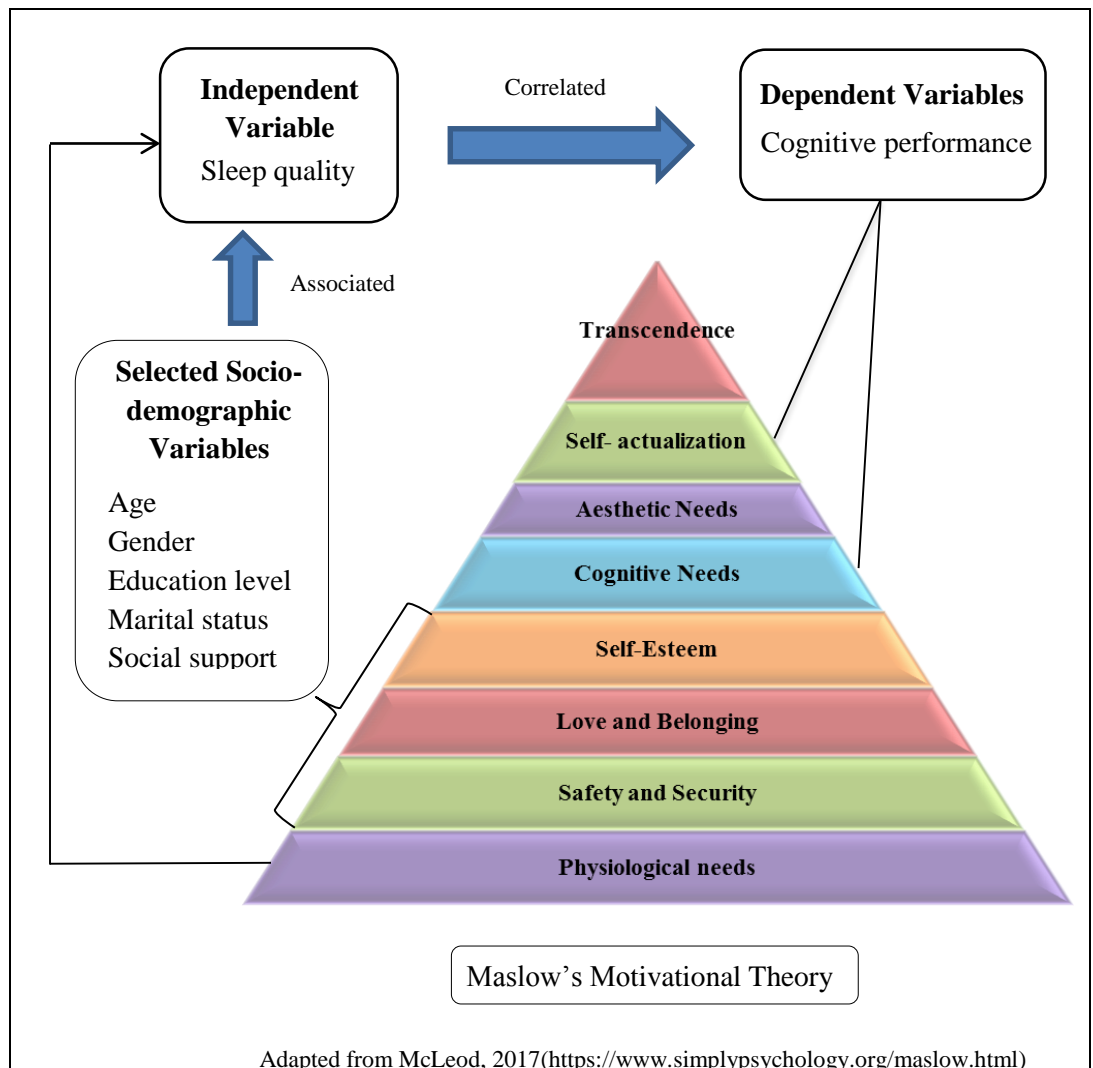 Independent
Variable
Sleep quality
Correlated
Dependent Variables
Cognitive performance
Associated
Selected Socio-
demographic
Variables
Age
Gender
Education level
Marital status
Social support
Transcendence
Self- actualization
Aesthetic Needs
Cognitive Needs
Self-Esteem
Love and Belonging
Safety and Security
Physiological needs
Maslow’s Motivational Theory
Adapted from McLeod, 2017(https://www.simplypsychology.org/maslow.html)